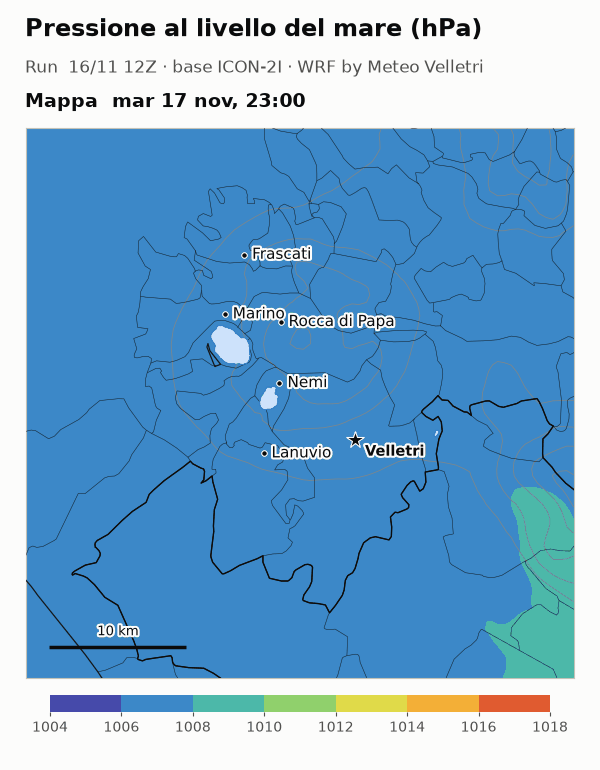 Pressione al livello del mare (hPa)
Run  16/11 12Z · base ICON-2I · WRF by Meteo Velletri
Mappa  mar 17 nov, 23:00
Frascati
Marino
Rocca di Papa
Nemi
Velletri
Lanuvio
10 km
1004 1006 1008 1010 1012 1014 1016 1018